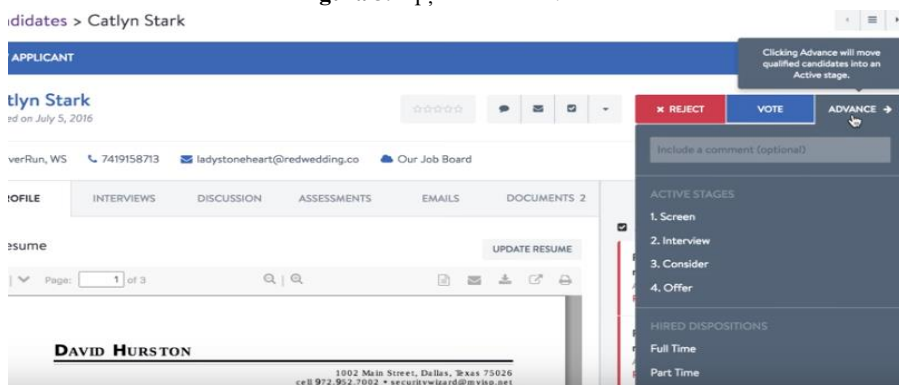 didates > Catlyn Stark
Clicking Advance will move
qualified candidates into an
Active stage.
APPLICANT
tlyn Stark
ed on July 5, 2016
REJECT
VOTE
ADVANCE →
Include a comment (optional)
verRun, WS
7419158713
ladystoneheart@redwedding.co
Our Job Board
ROFILE
INTERVIEWS
DISCUSSION
ASSESSMENTS
EMAILS
DOCUMENTS 2
ACTIVE STAGES
1. Screen
2. Interview
3. Consider
4. Offer
HIRED DISPOSITIONS
Full Time
Part Time
esume
UPDATE RESUME
Page: 1 of 3
DAVID HURSTON
1002 Main Street, Dallas, Texas 75026
cell 972.952.7002 • securitywizard@myisp.net